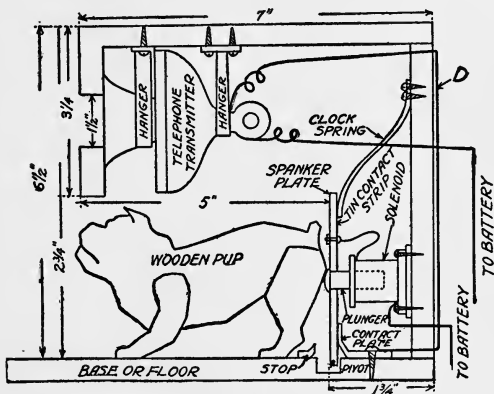 7"
D
HANGER
TELEPHONE
TRANSMITTER
HANGER
6½"
3¼
1½"
CLOCK
SPRING
SPANKER
PLATE
TIN CONTACT
STRIP
SOLENOID
5"
2¾"
WOODEN PUP
TO BATTERY
TO BATTERY
PLUNGER
CONTACT
PLATE
BASE OR FLOOR
STOP
PIVOT
1¾"